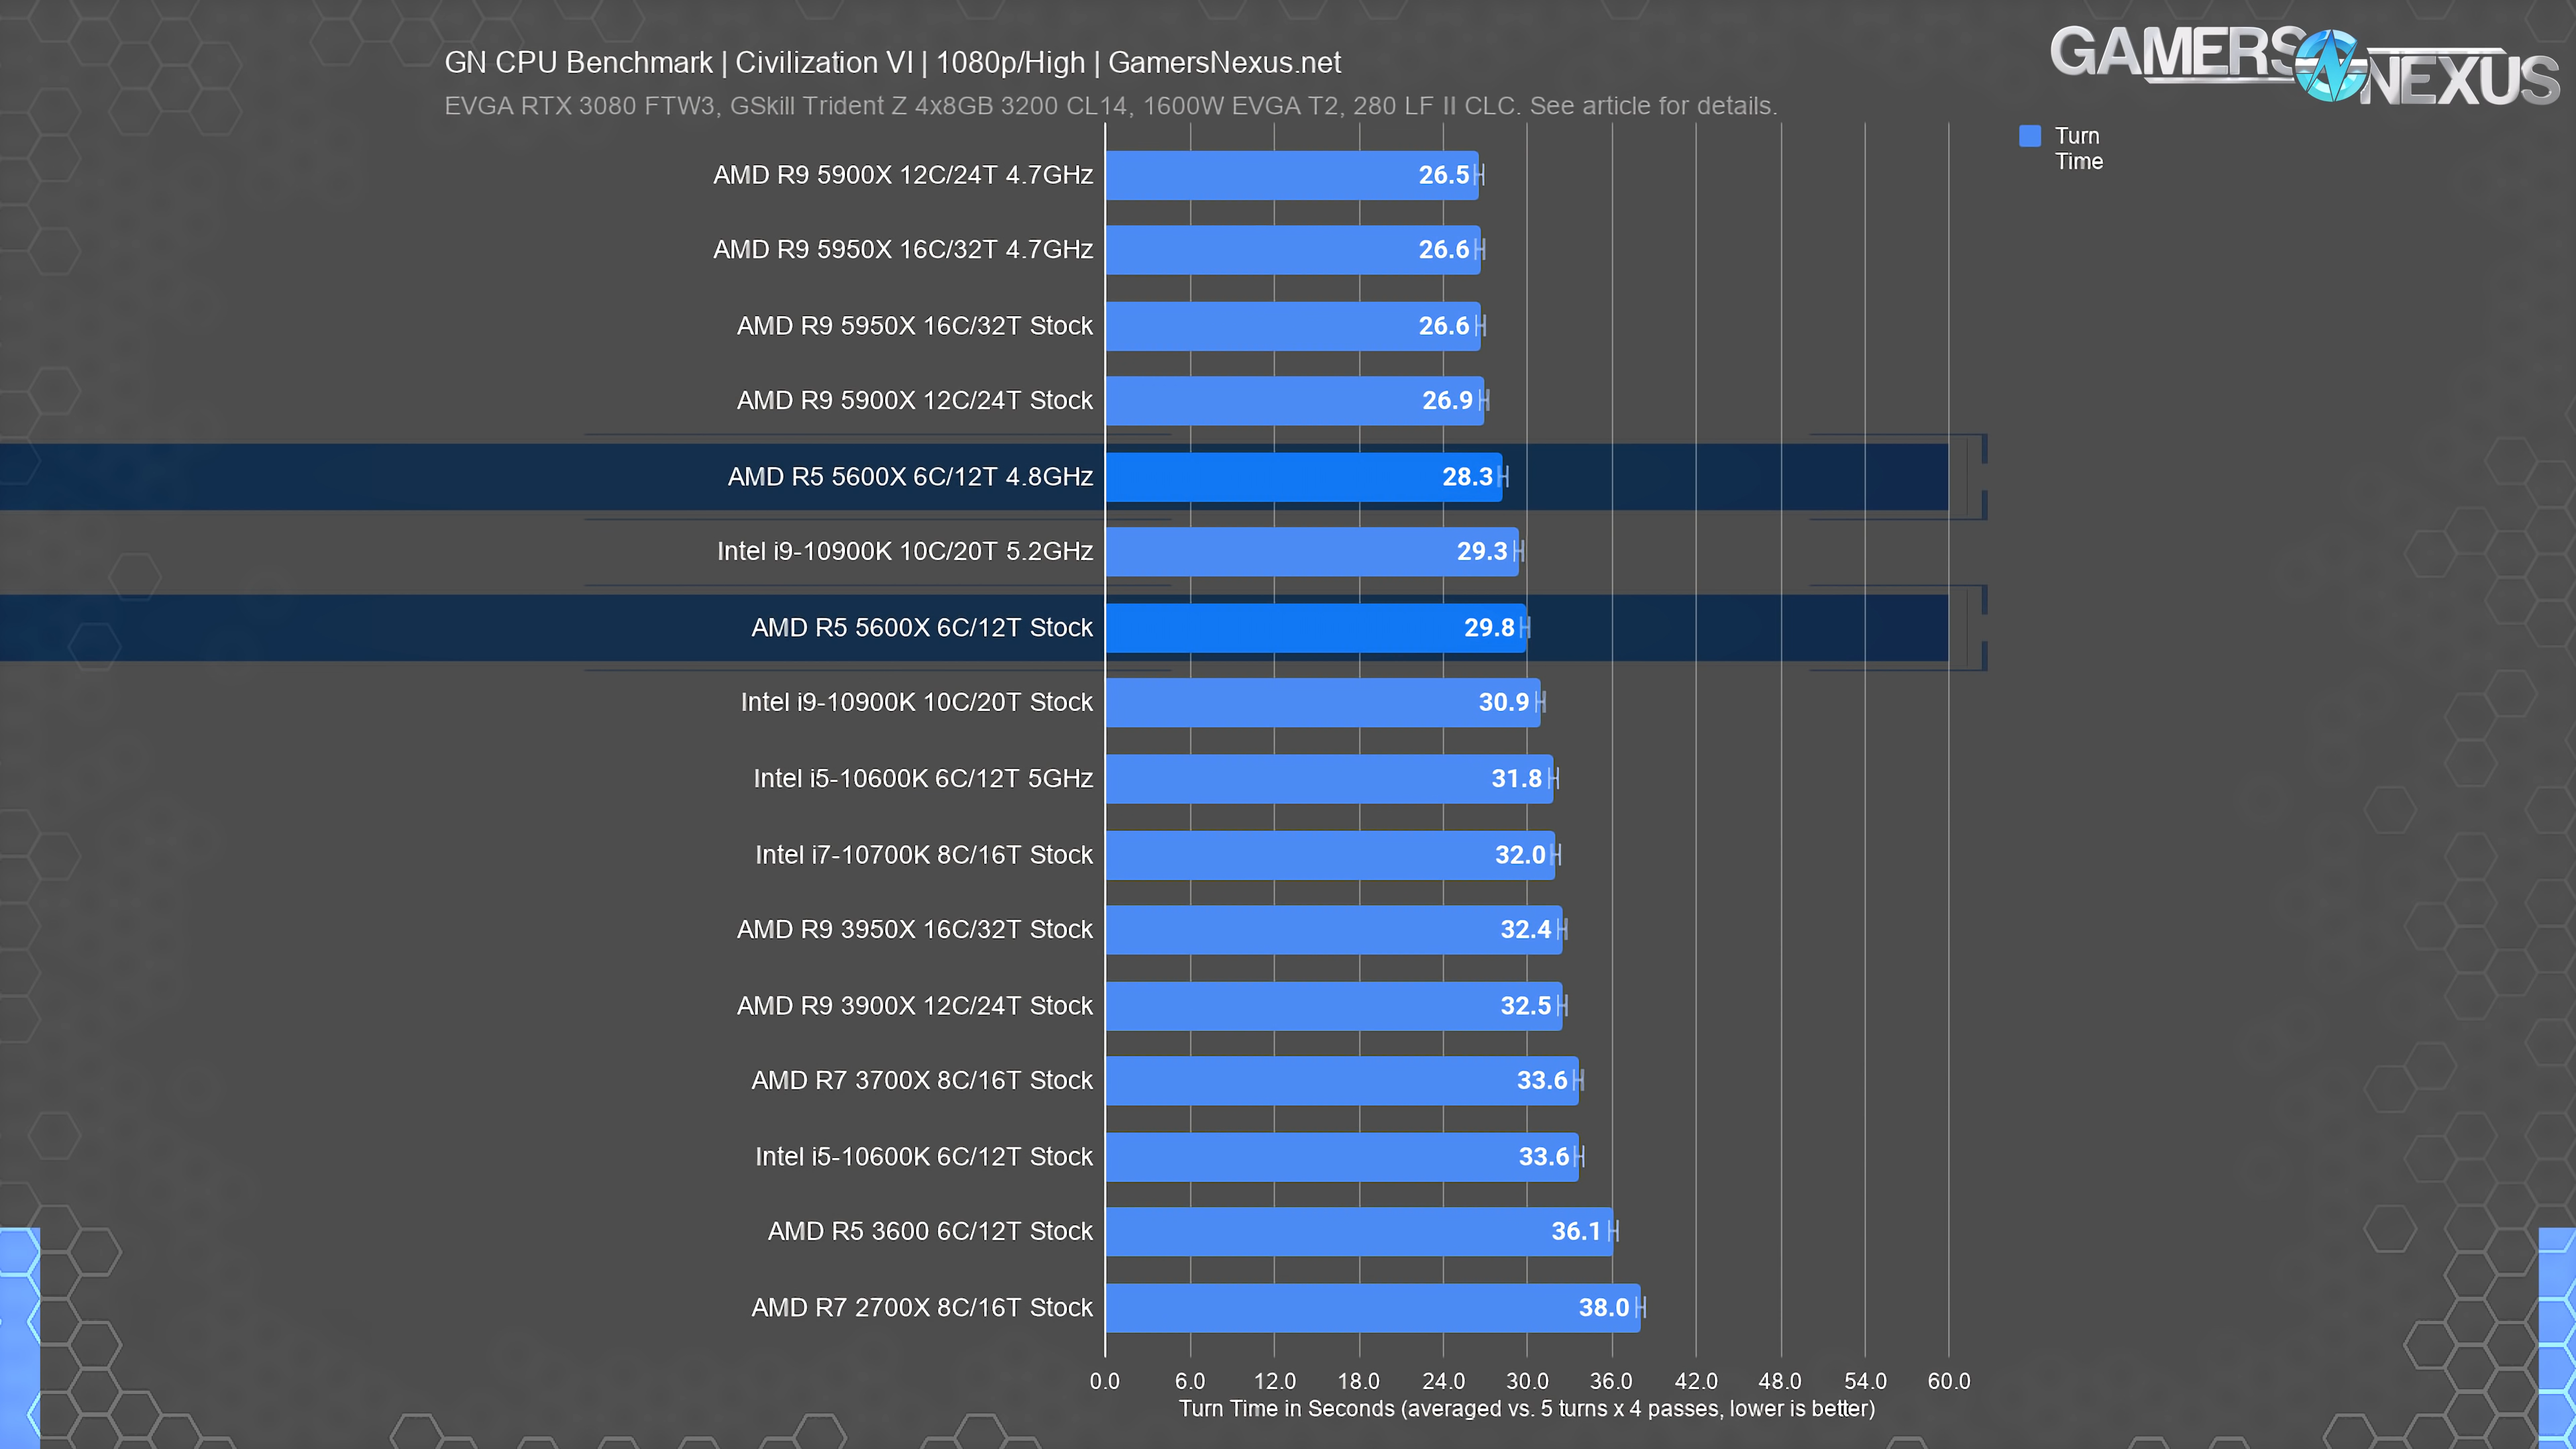 GN CPU Benchmark | Civilization VI | 1080p/High | GamersNexus.net
EVGA RTX 3080 FTW3, GSkill Trident Z 4x8GB 3200 CL14, 1600W EVGA T2, 280 LF II CLC. See article for details.
GAMERS NEXUS
Turn
Time
AMD R9 5900X 12C/24T 4.7GHz 26.5
AMD R9 5950X 16C/32T 4.7GHz 26.6
AMD R9 5950X 16C/32T Stock 26.6
AMD R9 5900X 12C/24T Stock 26.9
AMD R5 5600X 6C/12T 4.8GHz 28.3
Intel i9-10900K 10C/20T 5.2GHz 29.3
AMD R5 5600X 6C/12T Stock 29.8
Intel i9-10900K 10C/20T Stock 30.9
Intel i5-10600K 6C/12T 5GHz 31.8
Intel i7-10700K 8C/16T Stock 32.0
AMD R9 3950X 16C/32T Stock 32.4
AMD R9 3900X 12C/24T Stock 32.5
AMD R7 3700X 8C/16T Stock 33.6
Intel i5-10600K 6C/12T Stock 33.6
AMD R5 3600 6C/12T Stock 36.1
AMD R7 2700X 8C/16T Stock 38.0
0.0 6.0 12.0 18.0 24.0 30.0 36.0 42.0 48.0 54.0 60.0
Turn Time in Seconds (averaged vs. 5 turns x 4 passes, lower is better)